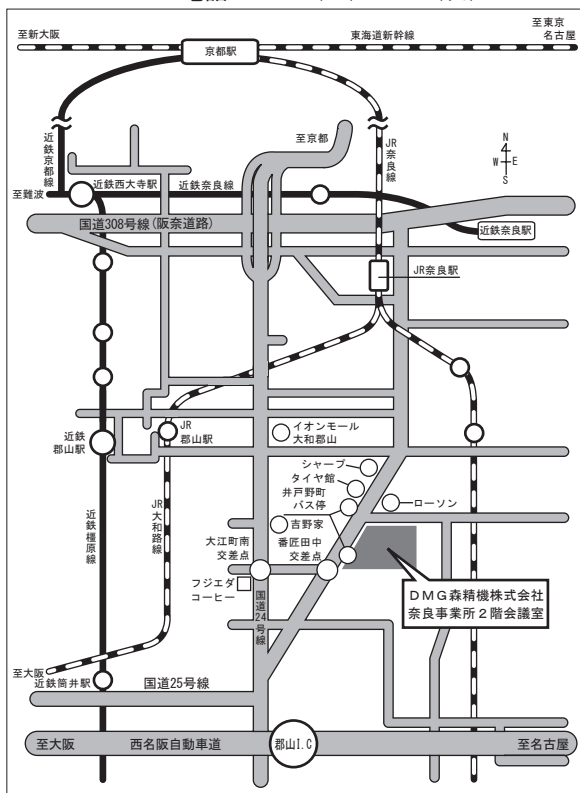 至新大阪
京都駅
東海道新幹線
至東京
名古屋
近鉄京都線
至京都
JR奈良線
N
W E
S
至難波
近鉄西大寺駅
近鉄奈良線
国道308号線(阪奈道路)
近鉄奈良駅
JR奈良駅
近鉄
郡山駅
JR
郡山駅
イオンモール
大和郡山
シャープ
タイヤ館
井戸野町
バス停
ローソン
吉野家
近鉄橿原線
JR大和路線
大江町南
交差点
番匠田中
交差点
フジエダ
コーヒー
国道24号線
DMG森精機株式会社
奈良事業所2階会議室
至大阪
近鉄筒井駅
国道25号線
至大阪
西名阪自動車道
郡山I.C
至名古屋